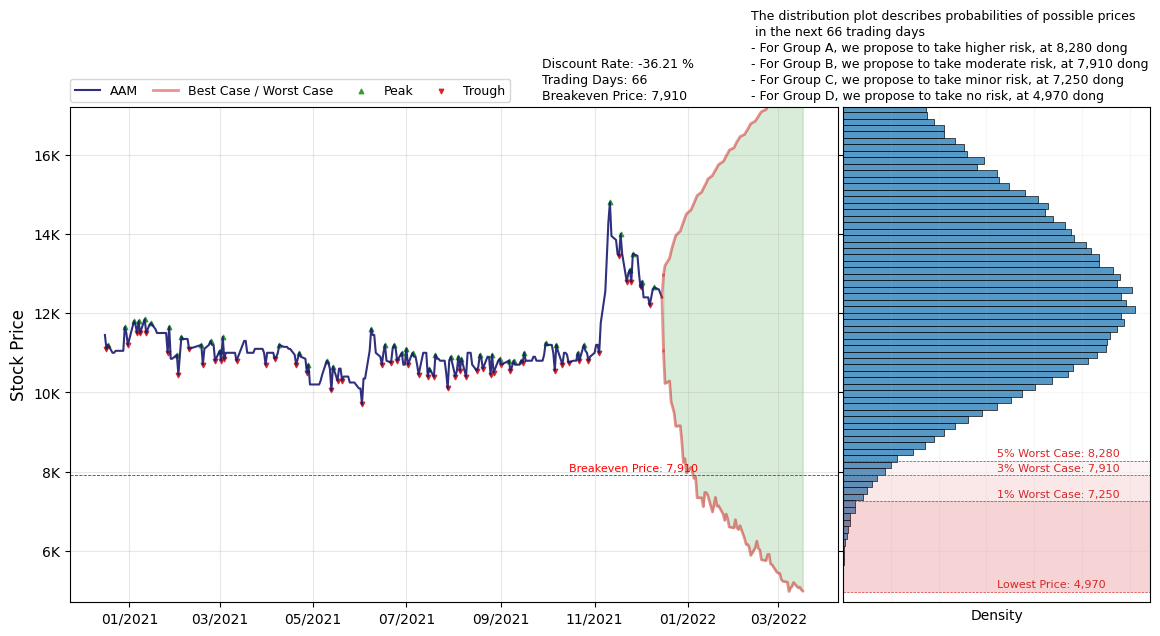 The distribution plot describes probabilities of possible prices
in the next 66 trading days
- For Group A, we propose to take higher risk, at 8,280 dong
- For Group B, we propose to take moderate risk, at 7,910 dong
- For Group C, we propose to take minor risk, at 7,250 dong
- For Group D, we propose to take no risk, at 4,970 dong
Discount Rate: -36.21 %
Trading Days: 66
Breakeven Price: 7,910
AAM
Best Case / Worst Case
Peak
Trough
Stock Price
16K
14K
12K
10K
8K
6K
Breakeven Price: 7,910
5% Worst Case: 8,280
3% Worst Case: 7,910
1% Worst Case: 7,250
Lowest Price: 4,970
01/2021
03/2021
05/2021
07/2021
09/2021
11/2021
01/2022
03/2022
Density